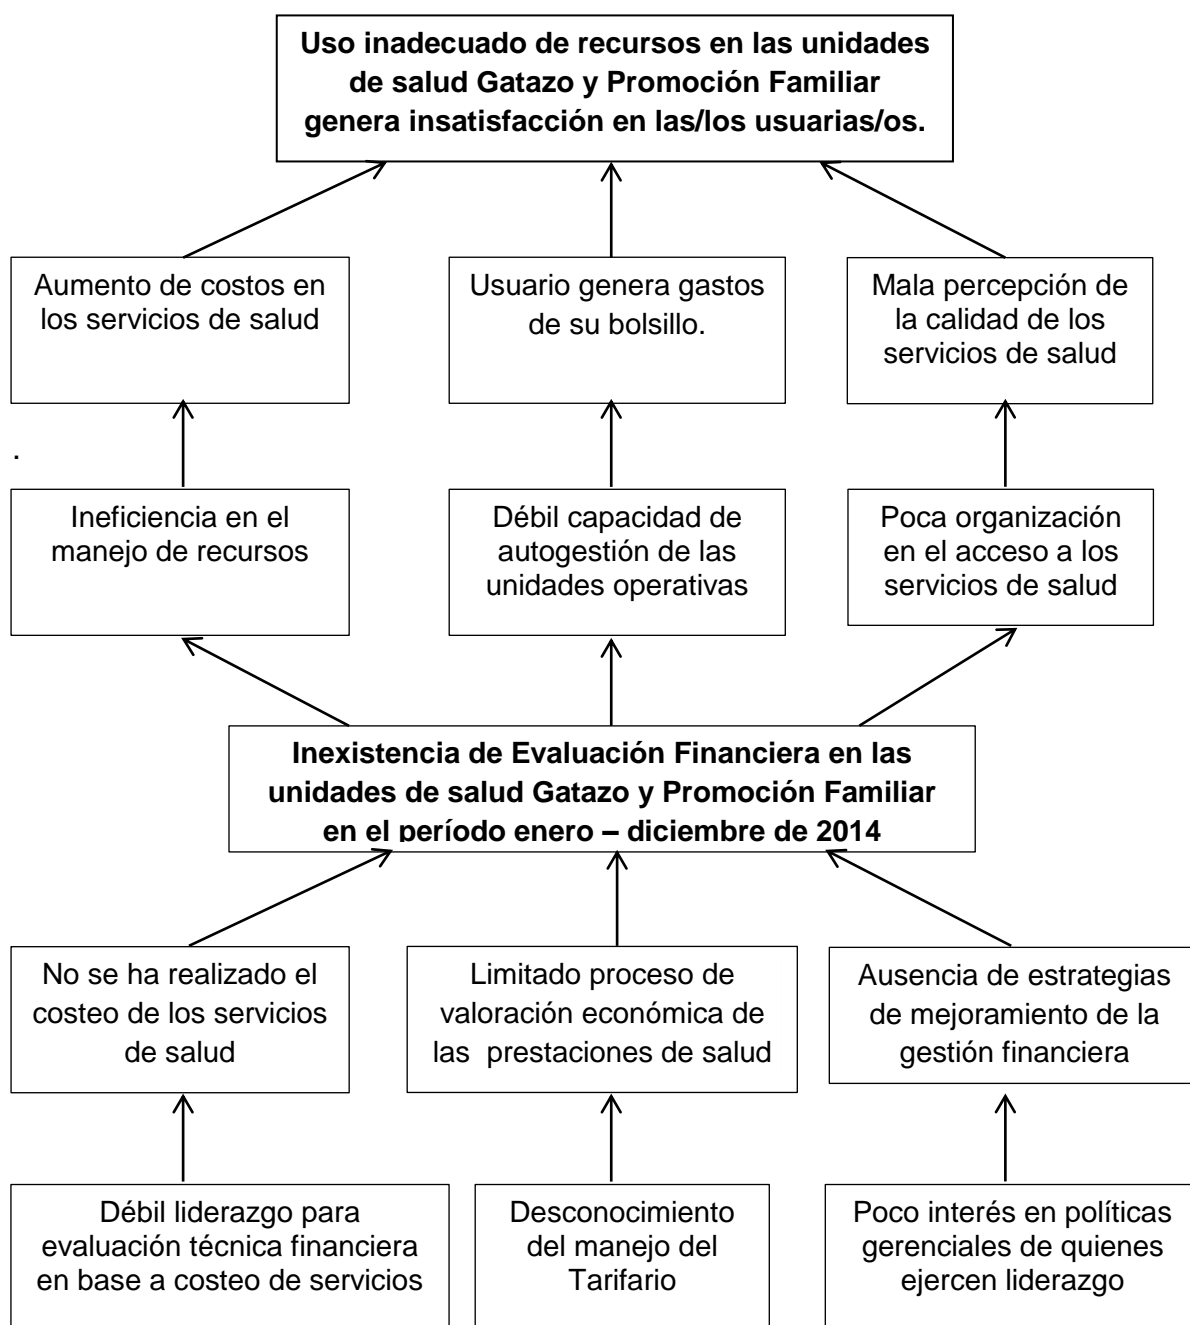 Uso inadecuado de recursos en las unidades
de salud Gatazo y Promoción Familiar
genera insatisfacción en las/los usuarias/os.
Aumento de costos en
los servicios de salud
Usuario genera gastos
de su bolsillo.
Mala percepción de
la calidad de los
servicios de salud
.
Ineficiencia en el
manejo de recursos
Débil capacidad de
autogestión de las
unidades operativas
Poca organización
en el acceso a los
servicios de salud
Inexistencia de Evaluación Financiera en las
unidades de salud Gatazo y Promoción Familiar
en el período enero – diciembre de 2014
No se ha realizado el
costeo de los servicios
de salud
Limitado proceso de
valoración económica de
las  prestaciones de salud
Ausencia de estrategias
de mejoramiento de la
gestión financiera
Débil liderazgo para
evaluación técnica financiera
en base a costeo de servicios
Desconocimiento
del manejo del
Tarifario
Poco interés en políticas
gerenciales de quienes
ejercen liderazgo